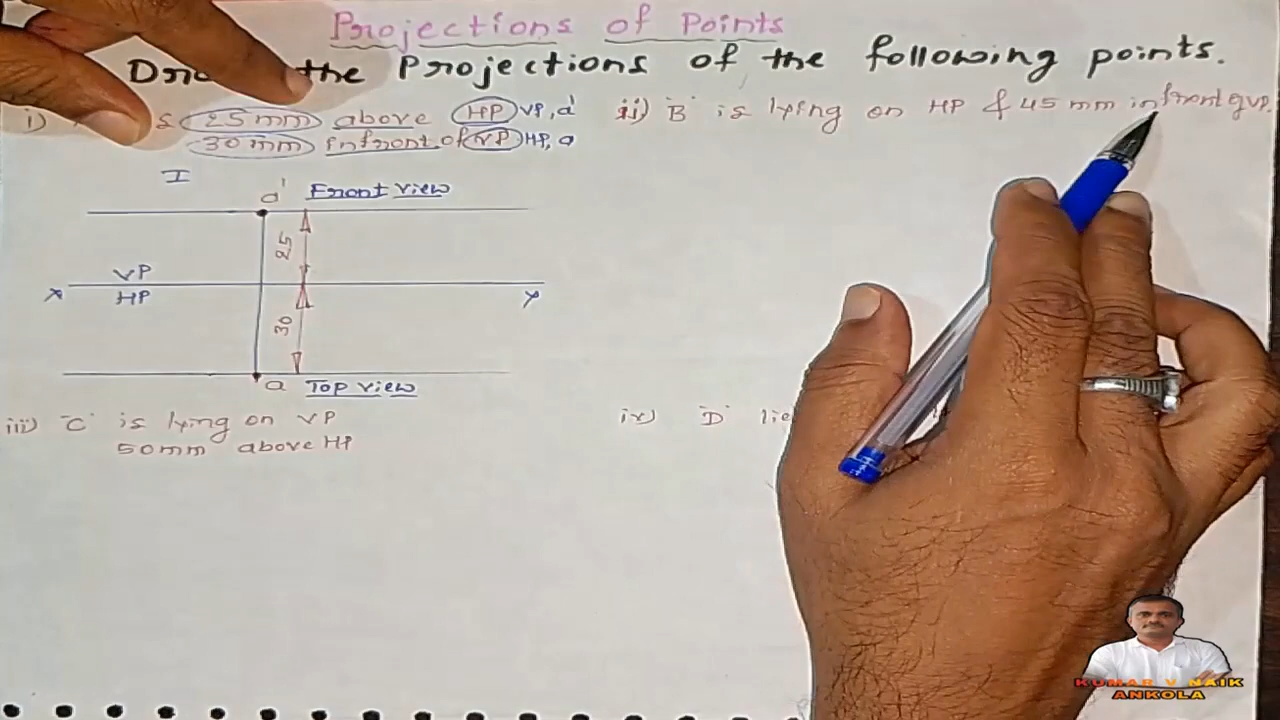 Projections of Points
the Projections of the following points.
i) 25 mm above HP VP, a'
30 mm infront of VP HP, a
ii) 'B' is lying on HP & 45 mm infront of VP.
I
a' Front View
25
VP
X HP Y
30
a Top View
iii) 'C' is lying on VP
50mm above HP
iv) 'D'
KUMAR V NAIK
ANKOLA